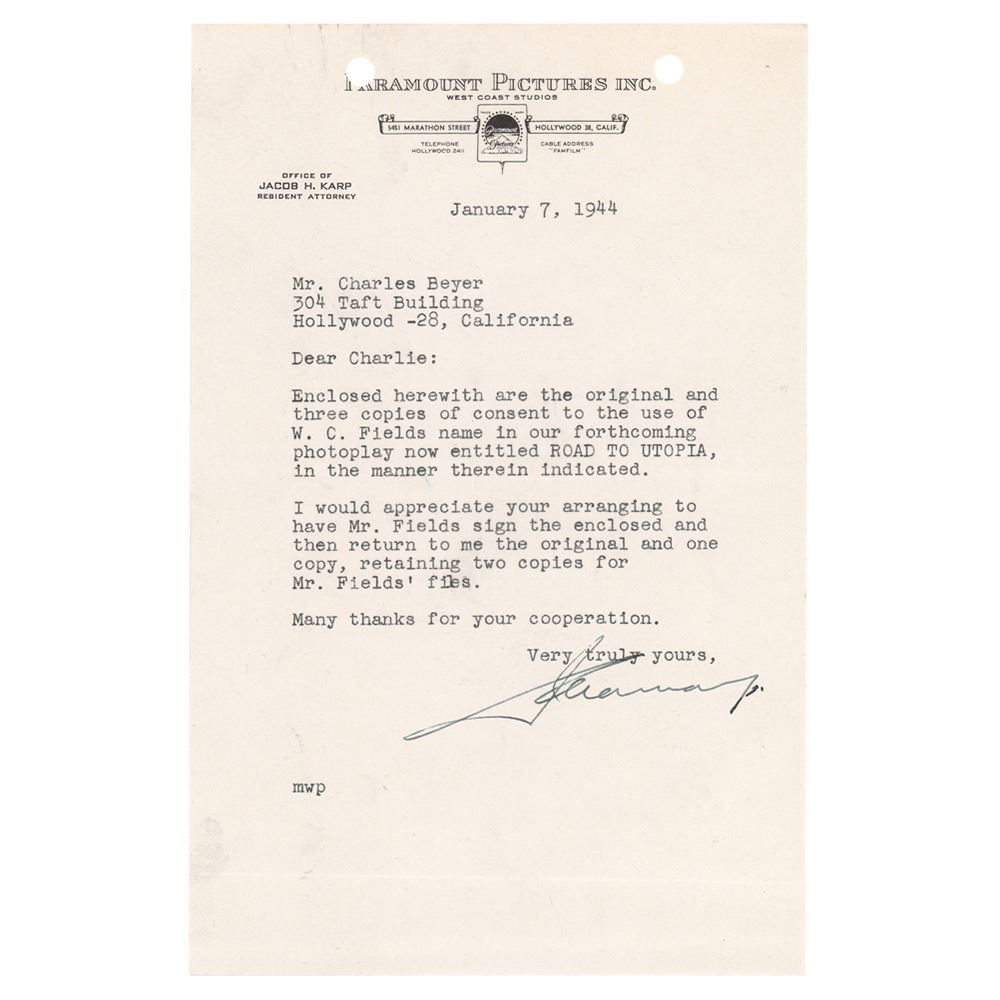 PARAMOUNT PICTURES INC.
WEST COAST STUDIOS
5451 MARATHON STREET
HOLLYWOOD 38, CALIF.
TRADE MARK
Paramount
Pictures
TELEPHONE
HOLLYWOOD 2411
CABLE ADDRESS
"FAMFILM"
OFFICE OF
JACOB H. KARP
RESIDENT ATTORNEY
January 7, 1944
Mr. Charles Beyer
304 Taft Building
Hollywood -28, California
Dear Charlie:
Enclosed herewith are the original and
three copies of consent to the use of
W. C. Fields name in our forthcoming
photoplay now entitled ROAD TO UTOPIA,
in the manner therein indicated.
I would appreciate your arranging to
have Mr. Fields sign the enclosed and
then return to me the original and one
copy, retaining two copies for
Mr. Fields' files.
Many thanks for your cooperation.
Very truly yours,
mwp